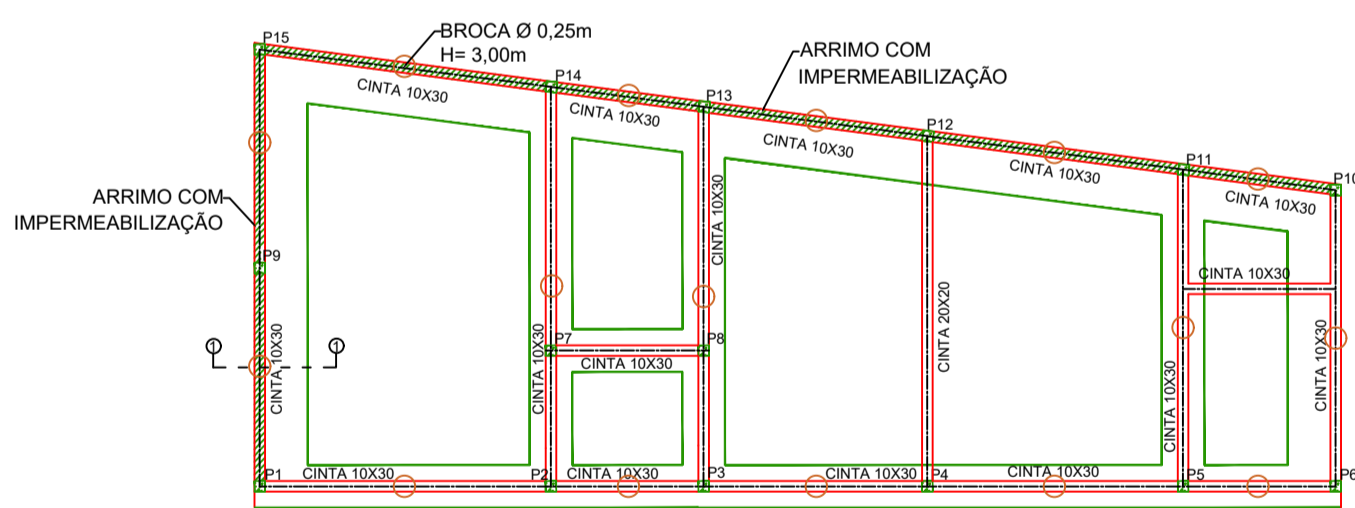 P15
BROCA Ø 0,25m
H= 3,00m
ARRIMO COM
IMPERMEABILIZAÇÃO
P14
CINTA 10X30
P13
CINTA 10X30
P12
CINTA 10X30
P11
CINTA 10X30
P10
CINTA 10X30
ARRIMO COM
IMPERMEABILIZAÇÃO
P9
CINTA 10X30
CINTA 10X30
CINTA 20X20
1
1
CINTA 10X30
P7
P8
CINTA 10X30
CINTA 10X30
CINTA 10X30
CINTA 10X30
P1
CINTA 10X30
P2
CINTA 10X30
P3
CINTA 10X30
P4
CINTA 10X30
P5
P6